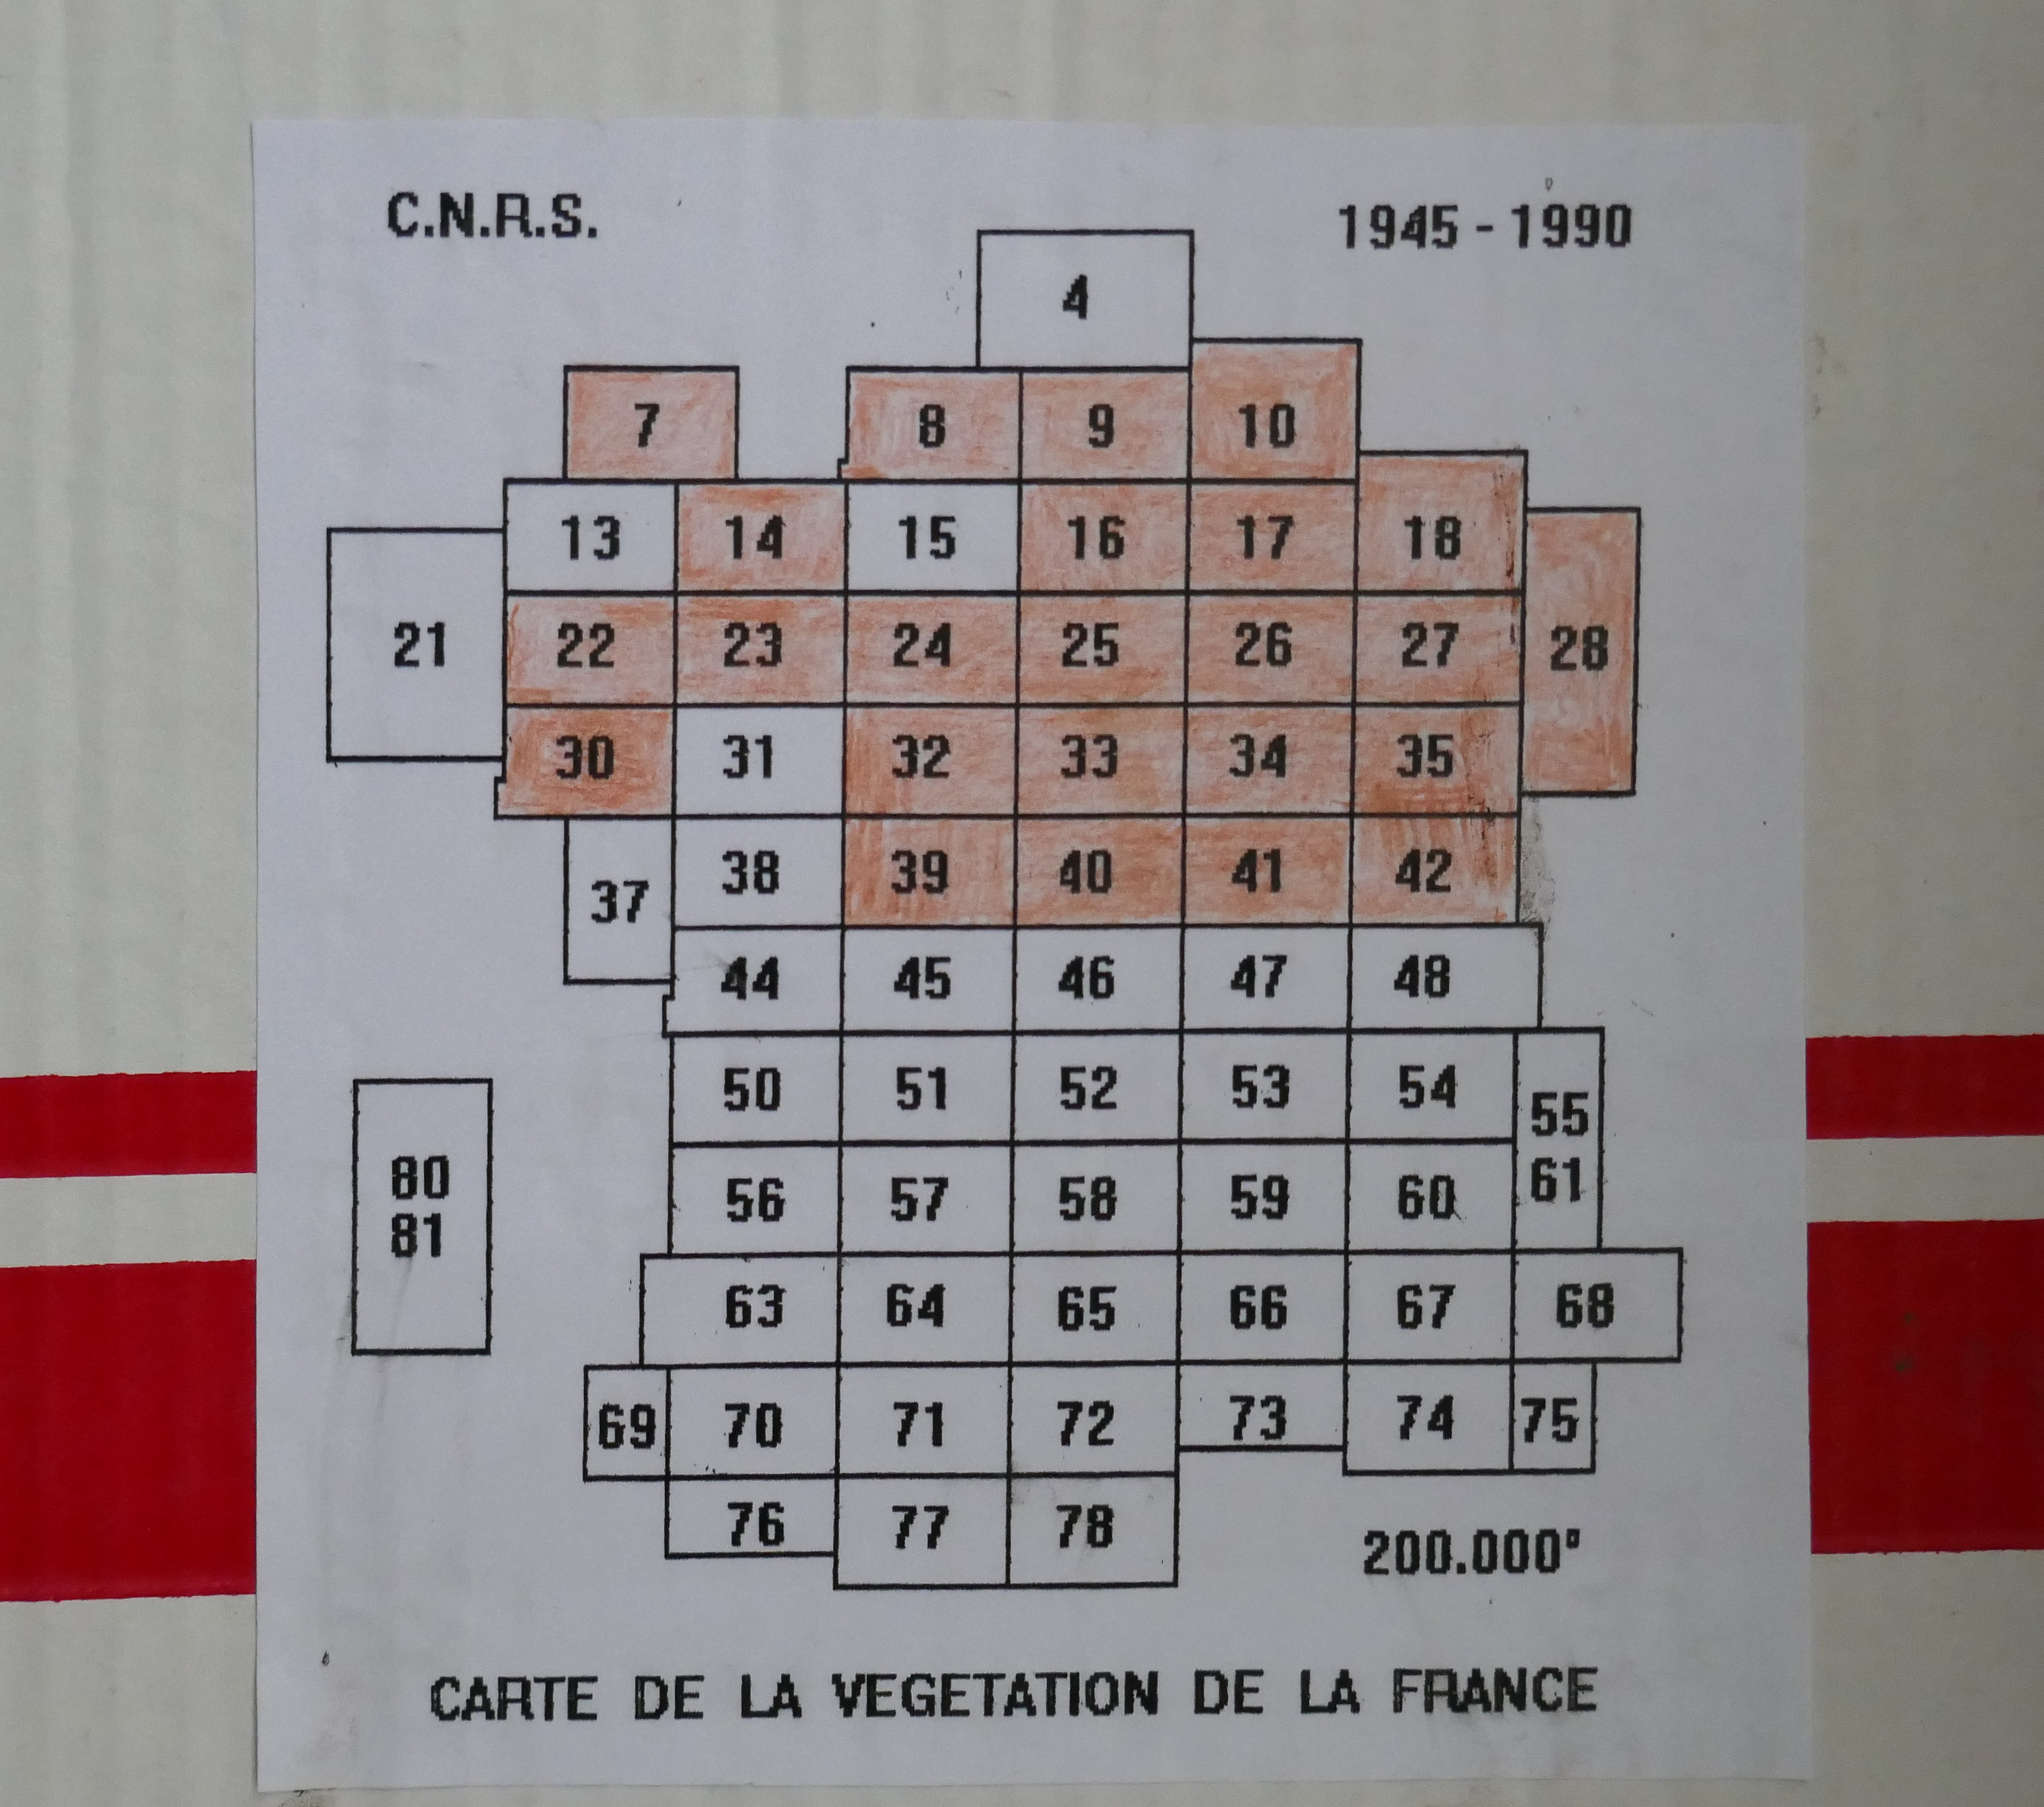 C.N.R.S.
1945 - 1990
4
7 8 9 10
13 14 15 16 17 18
21 22 23 24 25 26 27 28
30 31 32 33 34 35
37 38 39 40 41 42
44 45 46 47 48
50 51 52 53 54 55
80 56 57 58 59 60 61
81
63 64 65 66 67 68
69 70 71 72 73 74 75
76 77 78
200.000°
CARTE DE LA VEGETATION DE LA FRANCE